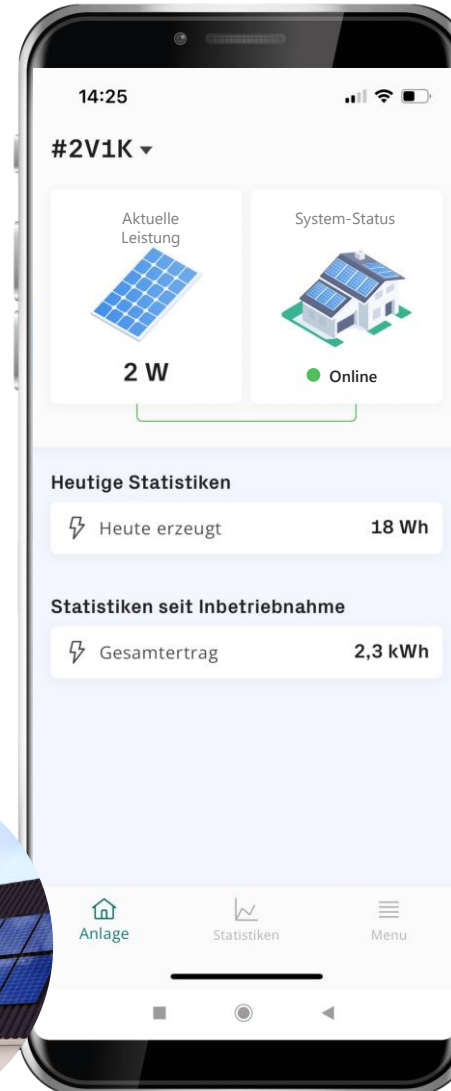 14:25
#2V1K
Aktuelle
Leistung
System-Status
2 W
Online
Heutige Statistiken
Heute erzeugt 18 Wh
Statistiken seit Inbetriebnahme
Gesamtertrag 2,3 kWh
Anlage Statistiken Menu